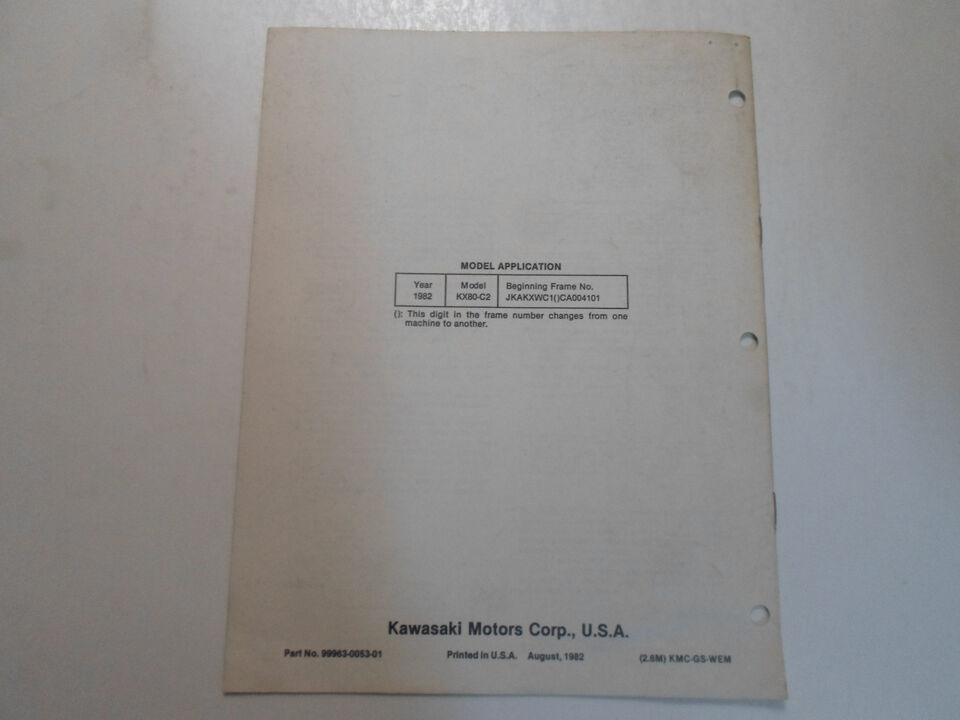 MODEL APPLICATION
Year Model Beginning Frame No.
1982 KX80-C2 JKAKXWC1()CA004101
(): This digit in the frame number changes from one
machine to another.
Kawasaki Motors Corp., U.S.A.
Part No. 99963-0053-01 Printed in U.S.A. August, 1982 (2.6M) KMC-GS-WEM